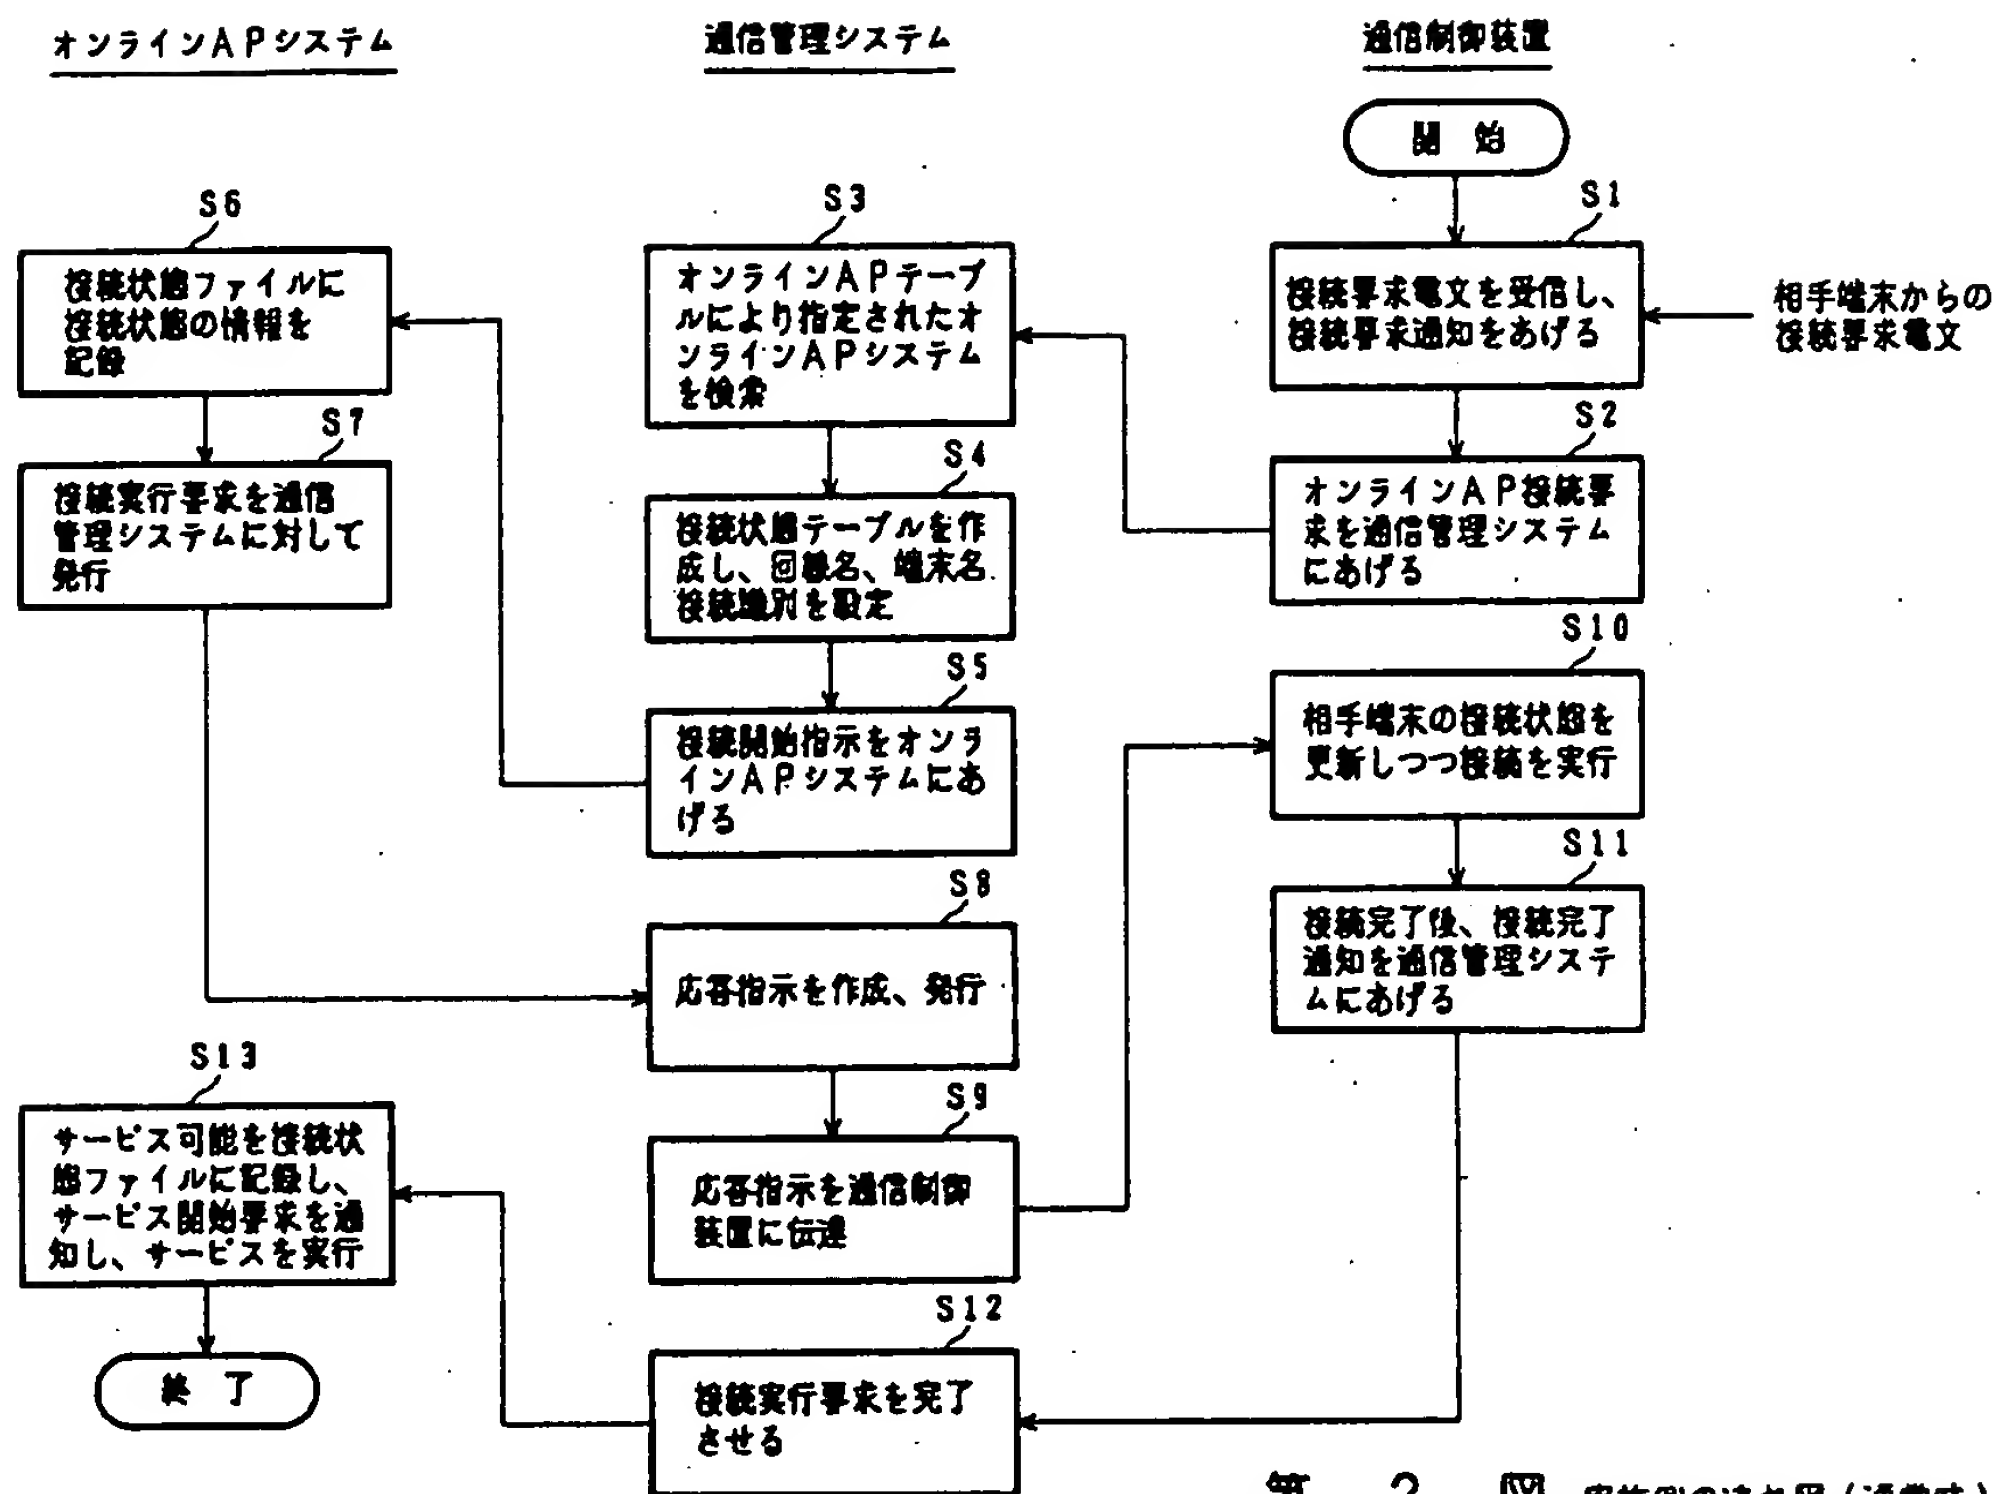 オンラインAPシステム
通信管理システム
通信制御装置
開 始
S1
接続要求電文を受信し、
接続要求通知をあげる
相手端末からの
接続要求電文
S2
オンラインAP接続要
求を通信管理システム
にあげる
S3
オンラインAPテーブ
ルにより指定されたオ
ンラインAPシステム
を検索
S4
接続状態テーブルを作
成し、回線名、端末名
接続識別を設定
S5
接続開始指示をオンラ
インAPシステムにあ
げる
S6
接続状態ファイルに
接続状態の情報を
記録
S7
接続実行要求を通信
管理システムに対して
発行
S8
応答指示を作成、発行
S9
応答指示を通信制御
装置に伝達
S10
相手端末の接続状態を
更新しつつ接続を実行
S11
接続完了後、接続完了
通知を通信管理システ
ムにあげる
S12
接続実行要求を完了
させる
S13
サービス可能を接続状
態ファイルに記録し、
サービス開始要求を通
知し、サービスを実行
終 了
第 2 図